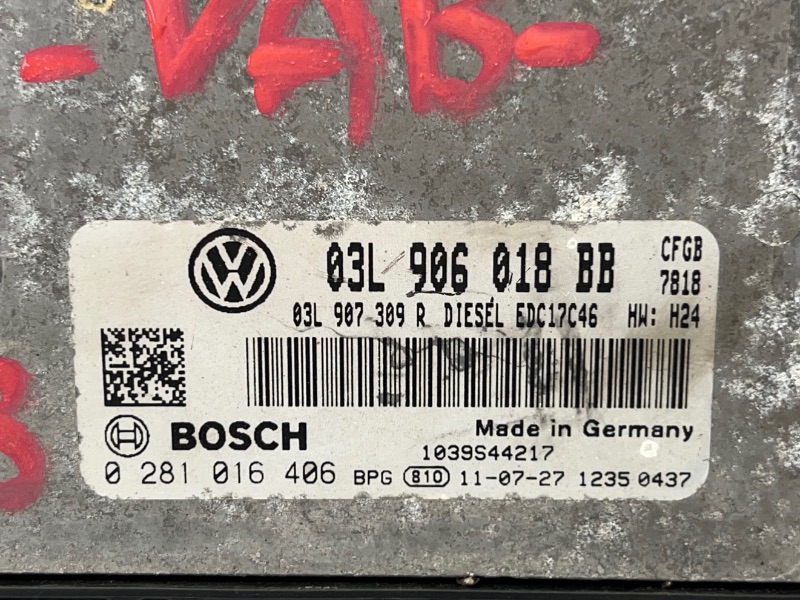 -VAB-
03L 906 018 BB
CFGB
7818
03L 907 309 R DIESEL EDC17C46 HW: H24
BOSCH
Made in Germany
1039S44217
0 281 016 406 BPG 810 11-07-27 1235 0437